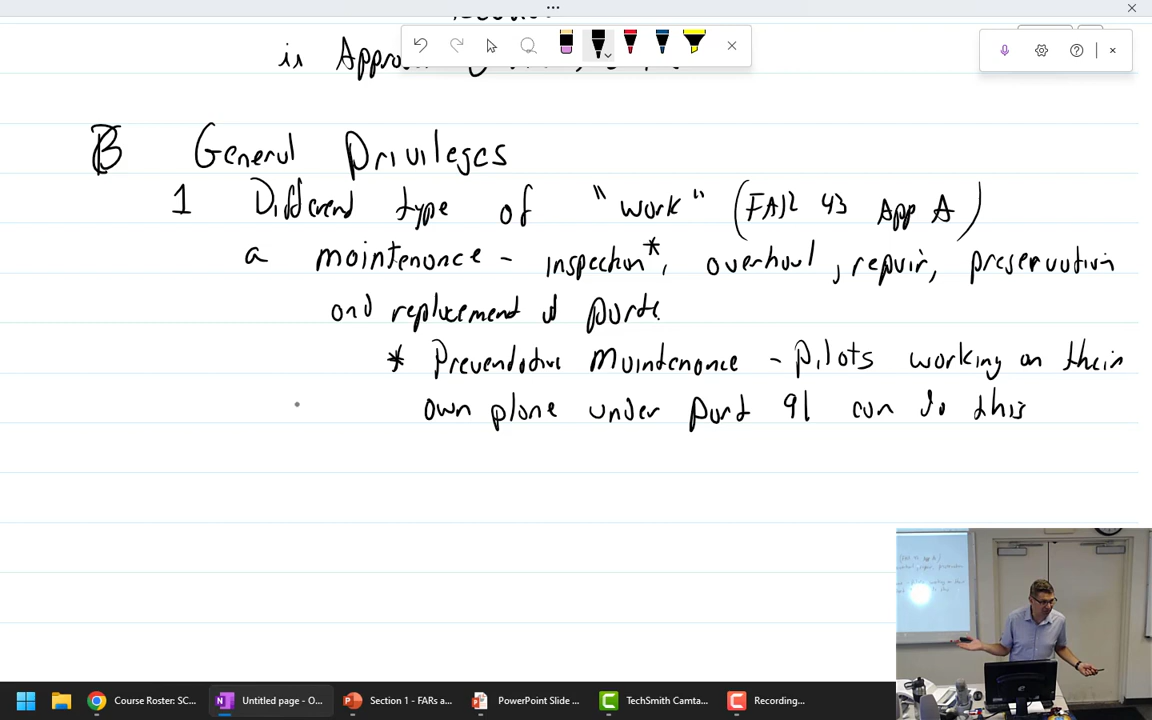 is
B General Privileges
1 Different type of "work" (FAR 43 App A)
a maintenance - inspection*, overhaul, repair, preservation
and replacement of parts.
* Preventative Maintenance - Pilots working on their
own plane under part 91 can do this
Course Roster: SC...
Untitled page - O...
Section 1 - FARs a...
PowerPoint Slide ...
TechSmith Camta...
Recording...